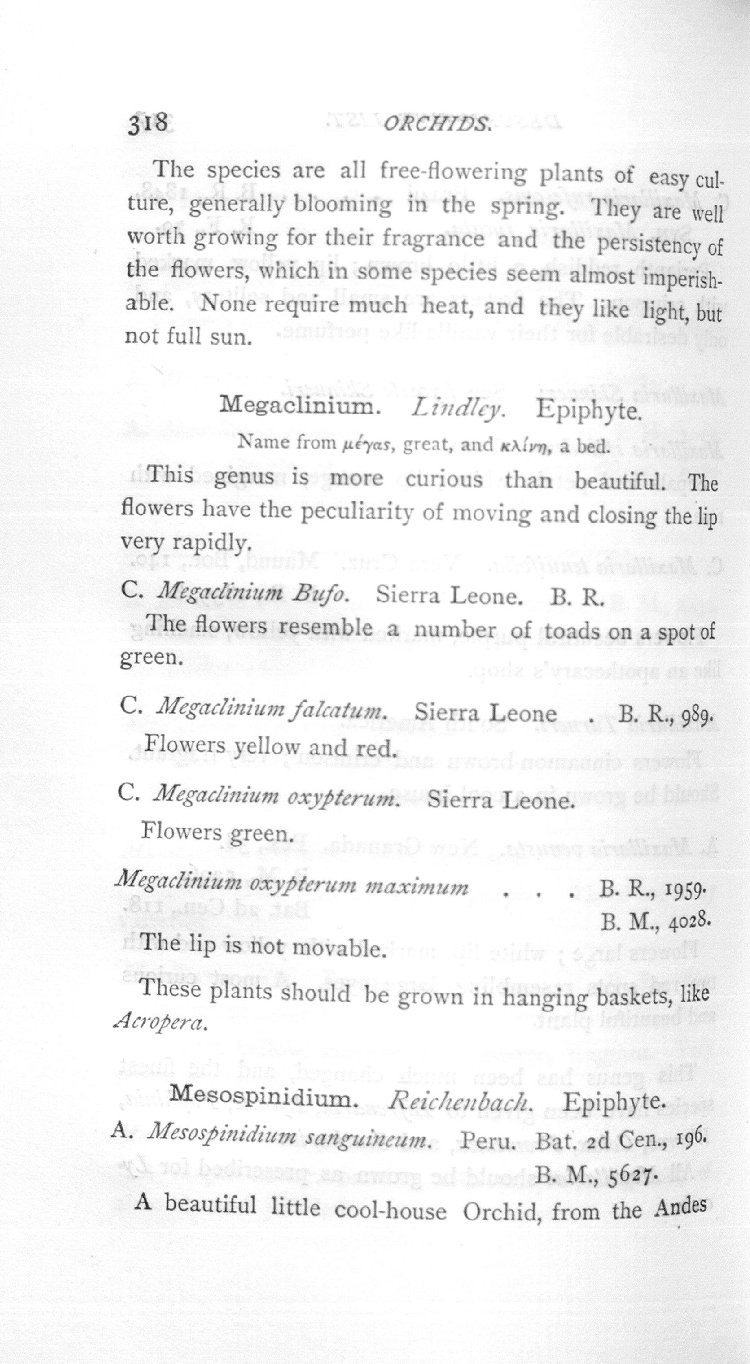 318 ORCHIDS.
The species are all free-flowering plants of easy cul-
ture, generally blooming in the spring. They are well
worth growing for their fragrance and the persistency of
the flowers, which in some species seem almost imperish-
able. None require much heat, and they like light, but
not full sun.
Megaclinium. Lindley. Epiphyte.
Name from μέγας, great, and κλίνη, a bed.
This genus is more curious than beautiful. The
flowers have the peculiarity of moving and closing the lip
very rapidly.
C. Megaclinium Bufo. Sierra Leone. B. R.
The flowers resemble a number of toads on a spot of
green.
C. Megaclinium falcatum. Sierra Leone . B. R., 989.
Flowers yellow and red.
C. Megaclinium oxypterum. Sierra Leone.
Flowers green.
Megaclinium oxypterum maximum . . . B. R., 1959.
B. M., 4028.
The lip is not movable.
These plants should be grown in hanging baskets, like
Acropera.
Mesospinidium. Reichenbach. Epiphyte.
A. Mesospinidium sanguineum. Peru. Bat. 2d Cen., 196.
B. M., 5627.
A beautiful little cool-house Orchid, from the Andes